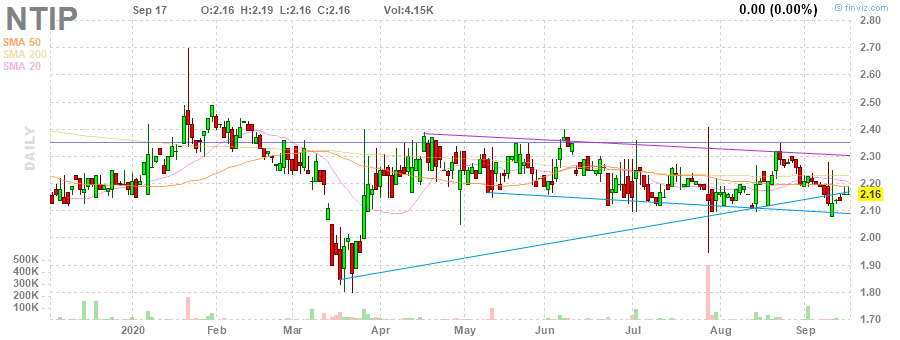 NTIP
Sep 17 O:2.16 H:2.19 L:2.16 C:2.16 Vol:4.15K 0.00 (0.00%)
© finviz.com
SMA 50
SMA 200
SMA 20
DAILY
2.80
2.70
2.60
2.50
2.40
2.30
2.20
2.16
2.10
2.00
1.90
1.80
1.70
500K
400K
300K
200K
100K
2020 Feb Mar Apr May Jun Jul Aug Sep